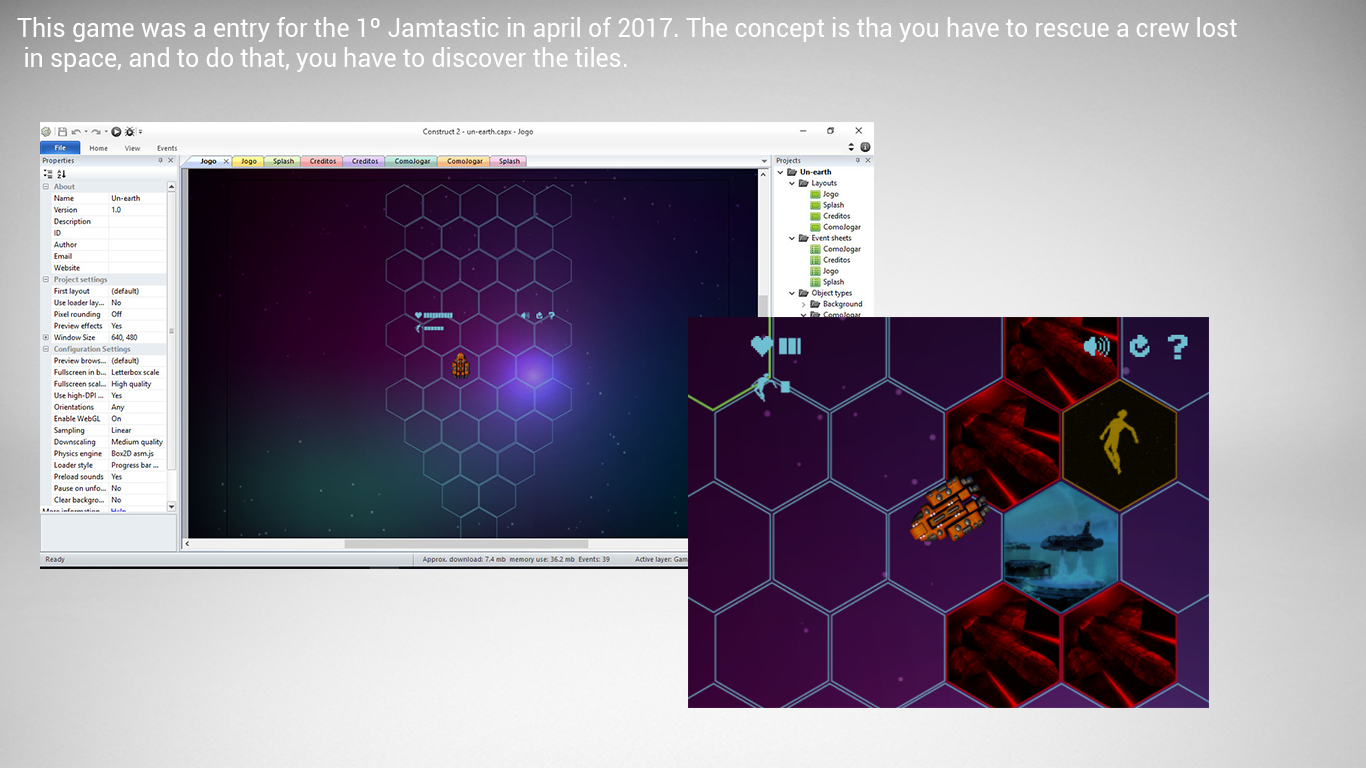 This game was a entry for the 1º Jamtastic in april of 2017. The concept is tha you have to rescue a crew lost
in space, and to do that, you have to discover the tiles.
Construct 2 - un-earth.capx - Jogo
File Home View Events
Properties
Jogo Jogo Splash Creditos Creditos ComoJogar ComoJogar Splash
Projects
About
Name Un-earth
Version 1.0
Description
ID
Author
Email
Website
Project settings
First layout (default)
Use loader lay... No
Pixel rounding Off
Preview effects Yes
Window Size 640, 480
Configuration Settings
Preview brows... (default)
Fullscreen in b... Letterbox scale
Fullscreen scal... High quality
Use high-DPI ... Yes
Orientations Any
Enable WebGL On
Sampling Linear
Downscaling Medium quality
Physics engine Box2D asm.js
Loader style Progress bar ...
Preload sounds Yes
Pause on unfo... No
Clear backgro... No
More information Help
Un-earth
Layouts
Jogo
Splash
Creditos
ComoJogar
Event sheets
ComoJogar
Creditos
Jogo
Splash
Object types
Background
ComoJogar
?
?
Ready
Approx. download: 7.4 mb memory use: 36.2 mb Events: 39 Active layer: Gam